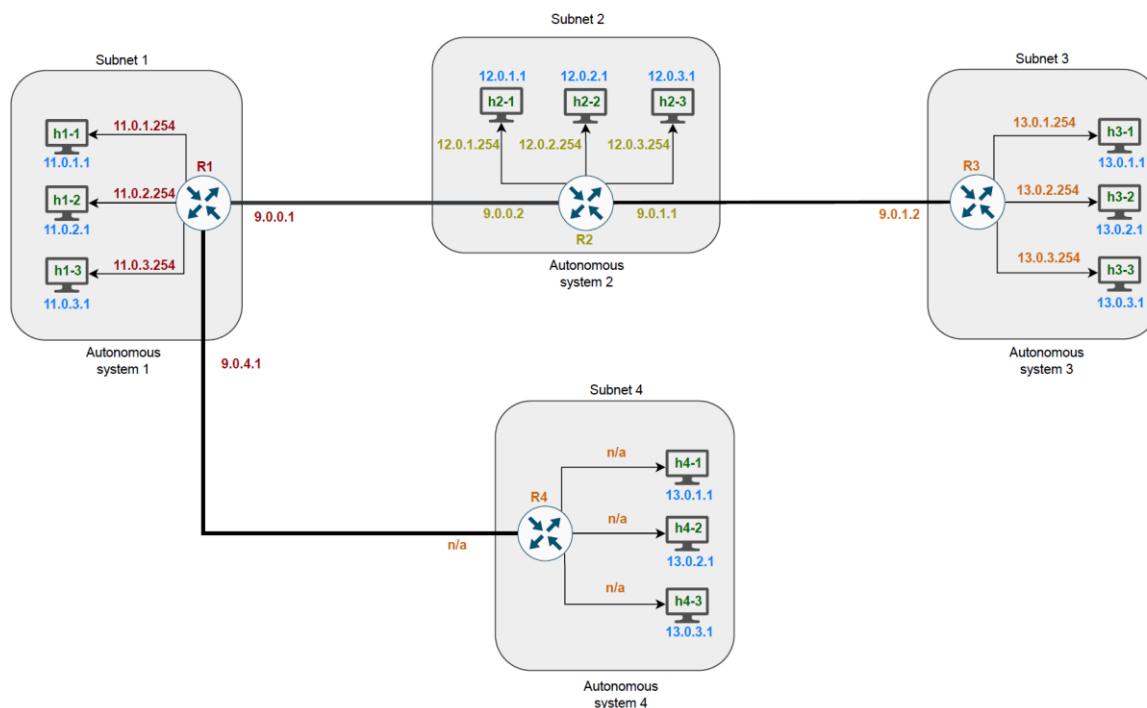 Subnet 2
Subnet 1
Subnet 3
12.0.1.1
12.0.2.1
12.0.3.1
h2-1
h2-2
h2-3
11.0.1.254
h1-1
11.0.1.1
12.0.1.254
12.0.2.254
12.0.3.254
13.0.1.254
h3-1
13.0.1.1
R1
R3
11.0.2.254
h1-2
11.0.2.1
13.0.2.254
h3-2
13.0.2.1
9.0.0.1
9.0.0.2
9.0.1.1
9.0.1.2
R2
11.0.3.254
h1-3
11.0.3.1
13.0.3.254
h3-3
13.0.3.1
Autonomous
system 2
Autonomous
system 1
Autonomous
system 3
9.0.4.1
Subnet 4
n/a
h4-1
13.0.1.1
R4
n/a
h4-2
13.0.2.1
n/a
n/a
h4-3
13.0.3.1
Autonomous
system 4